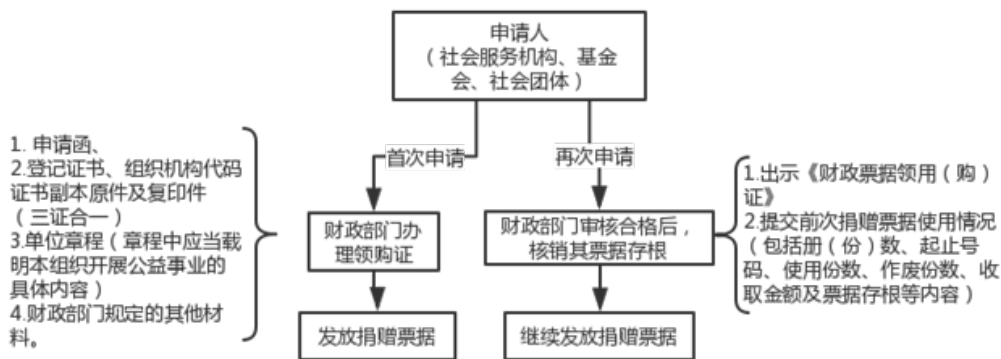 申请人
（社会服务机构、基金
会、社会团体）
首次申请
再次申请
1. 申请函、
2.登记证书、组织机构代码
证书副本原件及复印件
（三证合一）
3.单位章程（章程中应当载
明本组织开展公益事业的
具体内容）
4.财政部门规定的其他材
料。
财政部门办
理领购证
财政部门审核合格后，
核销其票据存根
1.出示《财政票据领用（购）
证》
2.提交前次捐赠票据使用情况
（包括册（份）数、起止号
码、使用份数、作废份数、收
取金额及票据存根等内容）
发放捐赠票据
继续发放捐赠票据